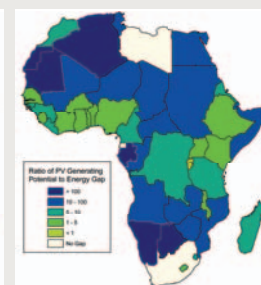 Ratio of PV Generating
Potential to Energy Gap
> 100
10 - 100
5 - 10
1 - 5
< 1
No Gap